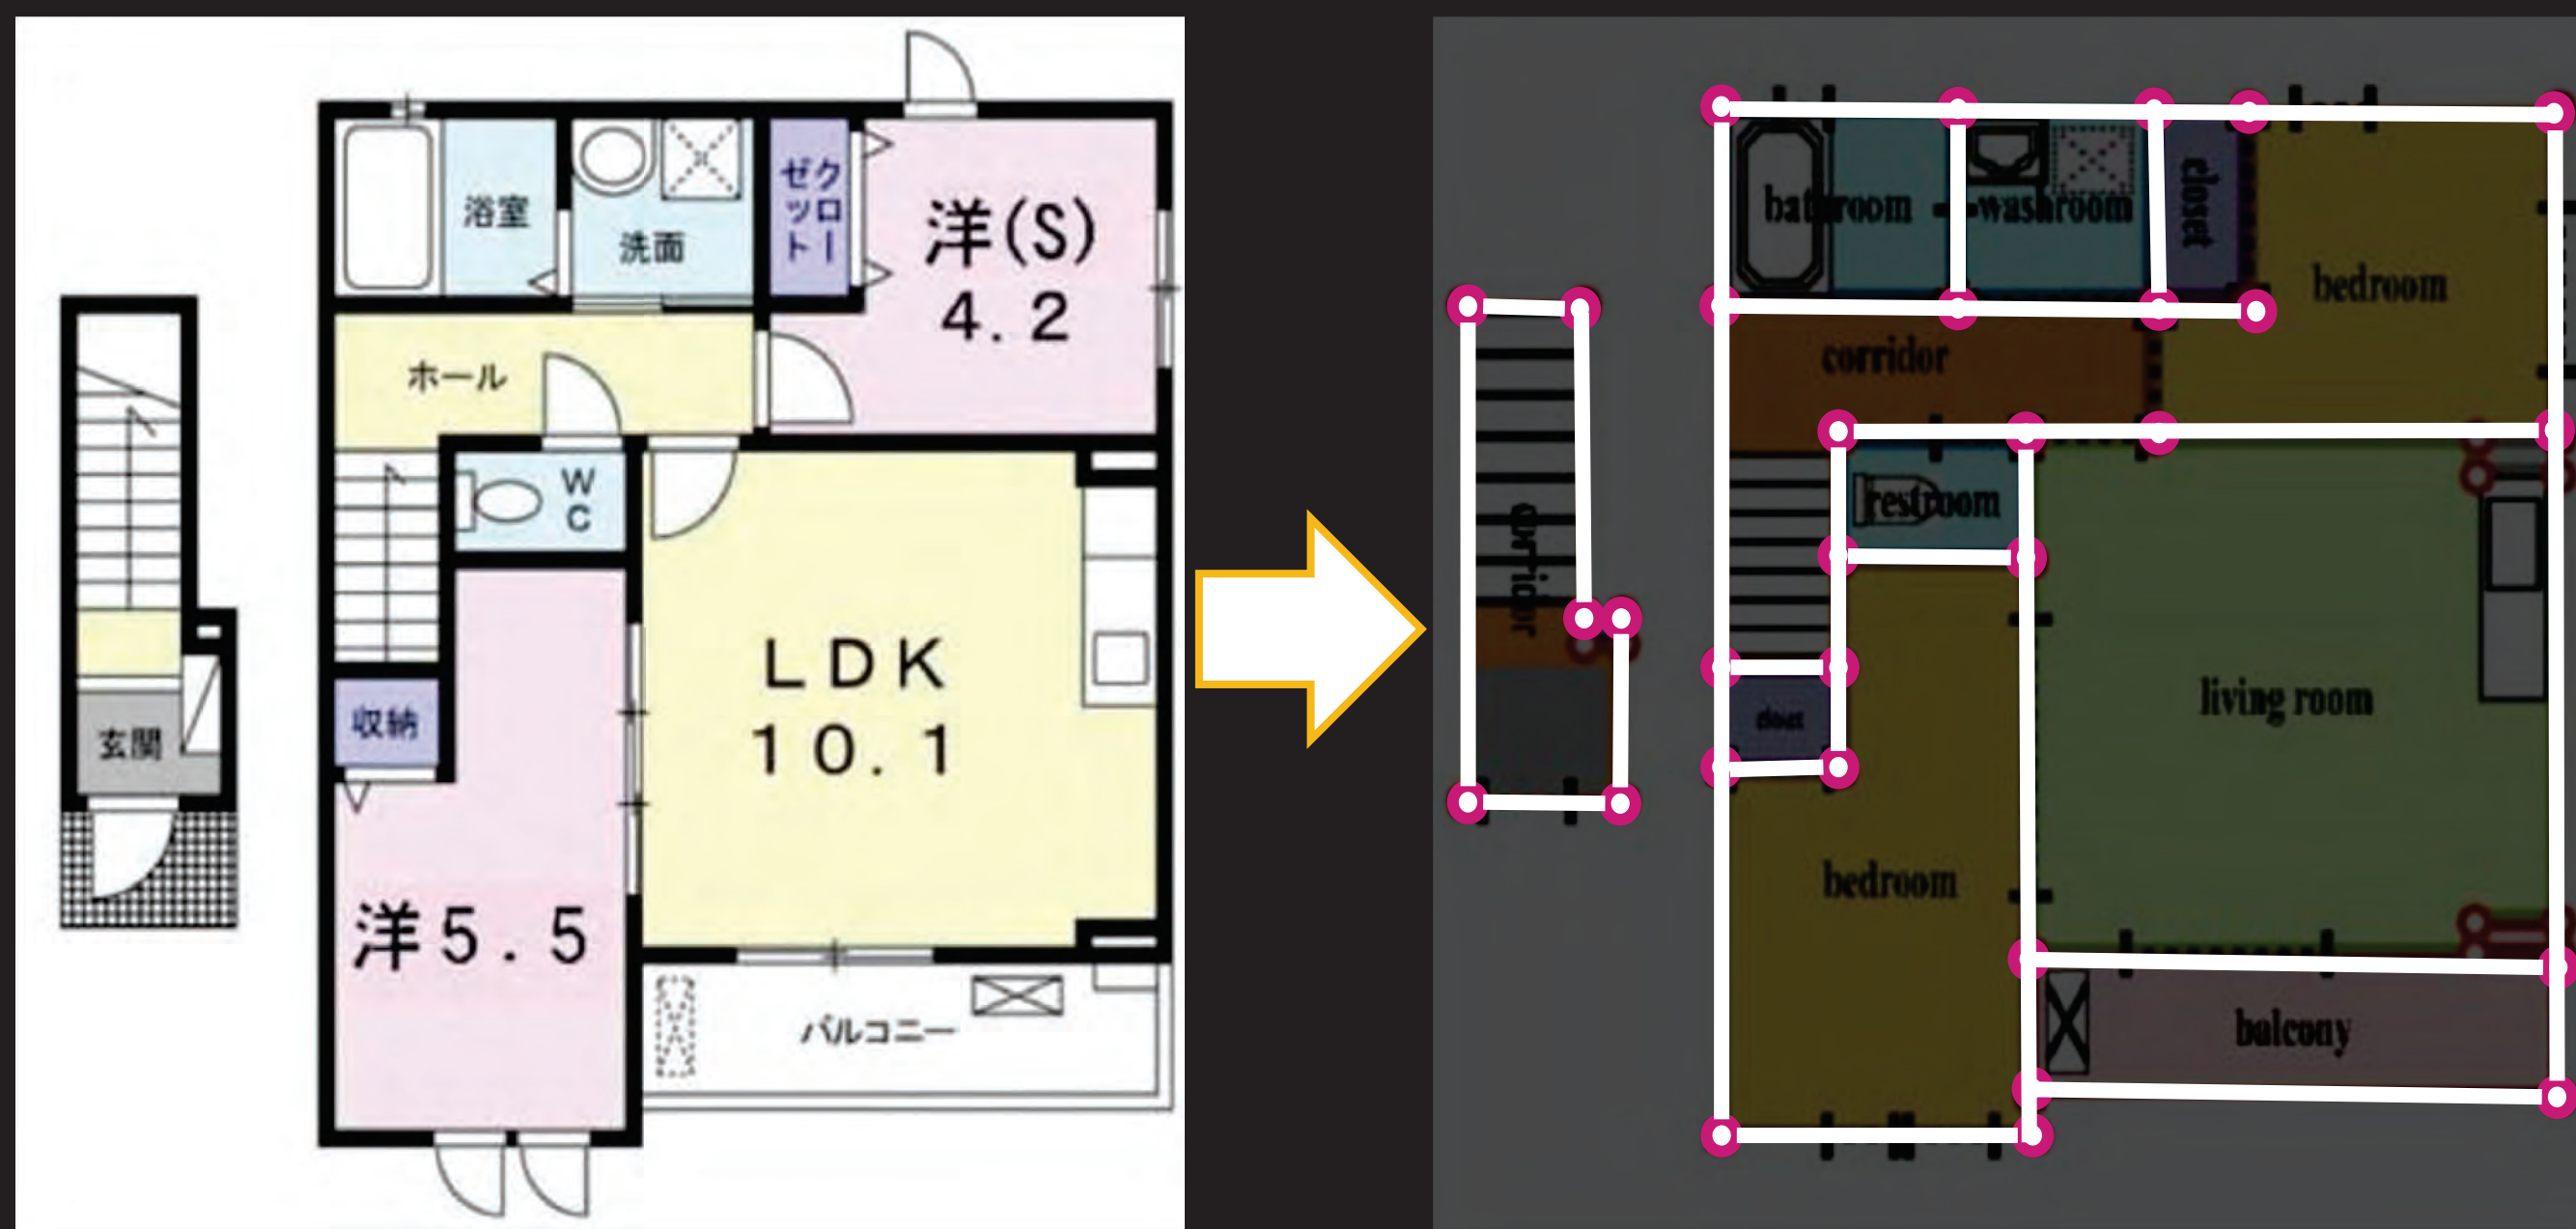 浴室
洗面
クローゼット
洋(S)
4.2
ホール
WC
LDK
10.1
収納
玄関
洋5.5
バルコニー
bathroom
washroom
closet
bedroom
corridor
restroom
corridor
closet
living room
bedroom
balcony